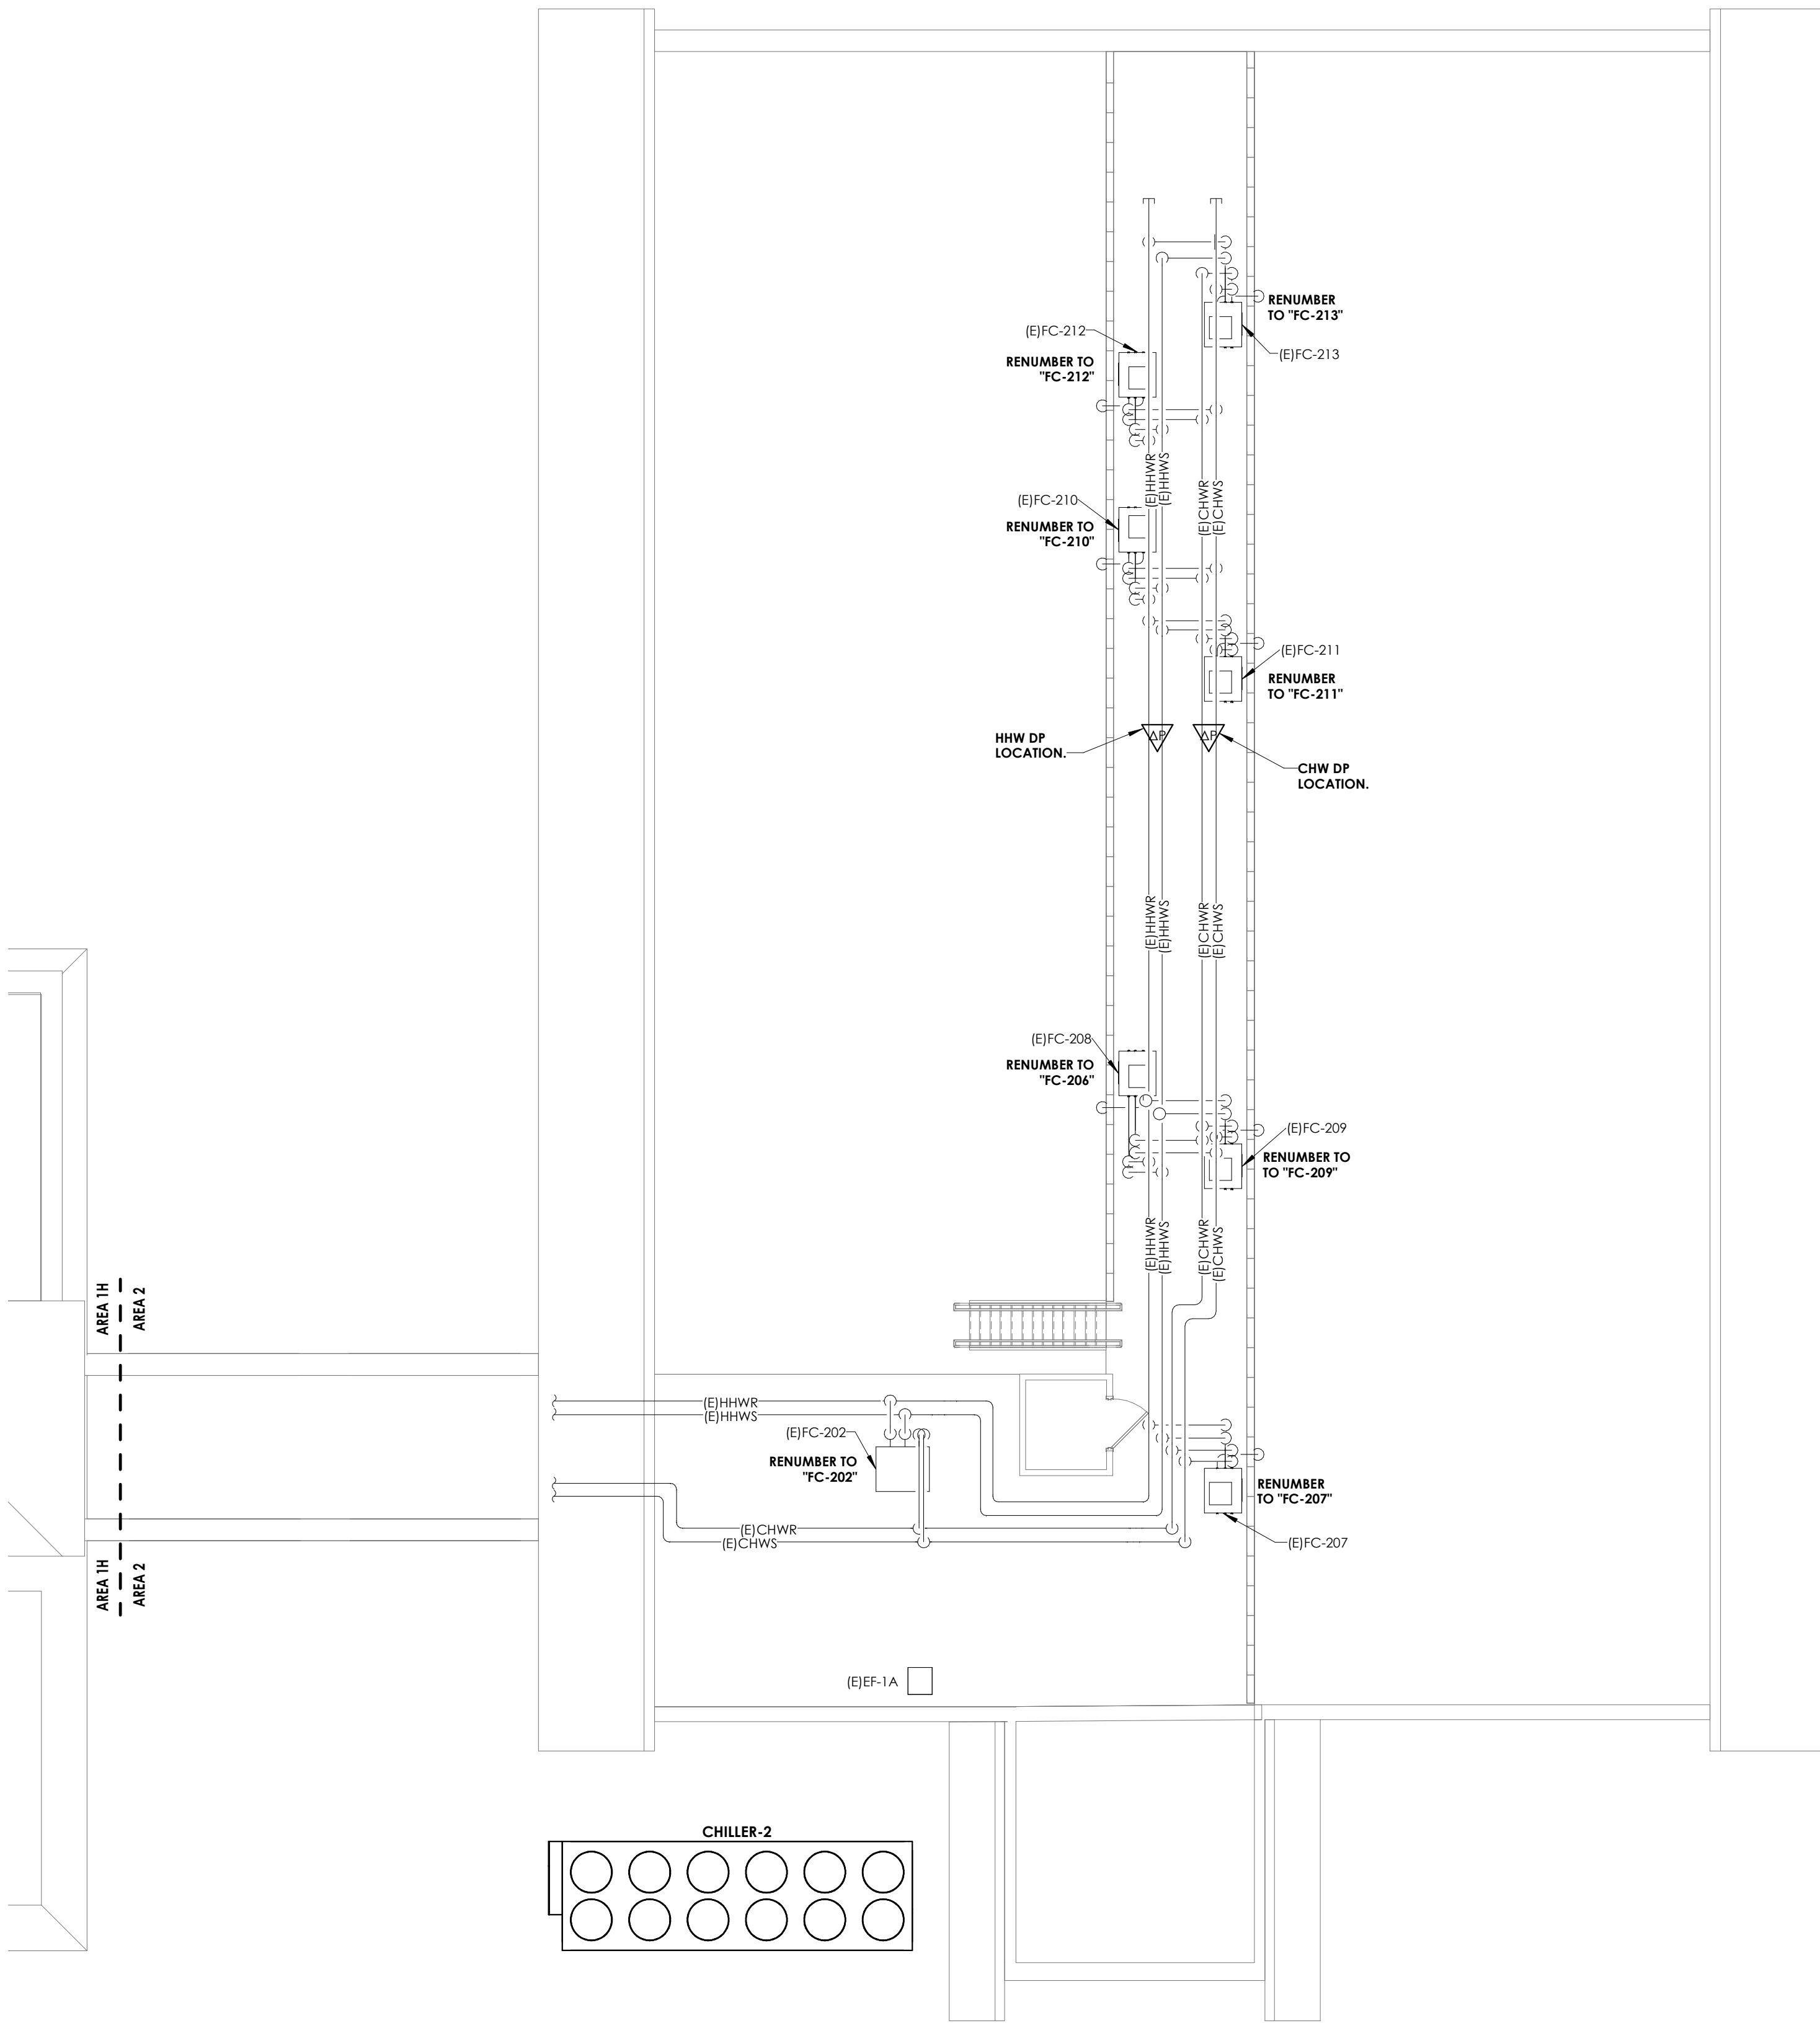 RENUMBER
TO "FC-213"
(E)FC-213
(E)FC-212
RENUMBER TO
"FC-212"
(E)HHWR
(E)HHWS
(E)CHWR
(E)CHWS
(E)FC-210
RENUMBER TO
"FC-210"
(E)FC-211
RENUMBER
TO "FC-211"
HHW DP
LOCATION.
ΔP
ΔP
CHW DP
LOCATION.
(E)HHWR
(E)HHWS
(E)CHWR
(E)CHWS
(E)FC-208
RENUMBER TO
"FC-206"
(E)FC-209
RENUMBER TO
TO "FC-209"
(E)HHWR
(E)HHWS
(E)CHWR
(E)CHWS
AREA 1H
AREA 2
(E)HHWR
(E)HHWS
(E)FC-202
RENUMBER TO
"FC-202"
RENUMBER
TO "FC-207"
(E)FC-207
(E)CHWR
(E)CHWS
AREA 1H
AREA 2
(E)EF-1A
CHILLER-2